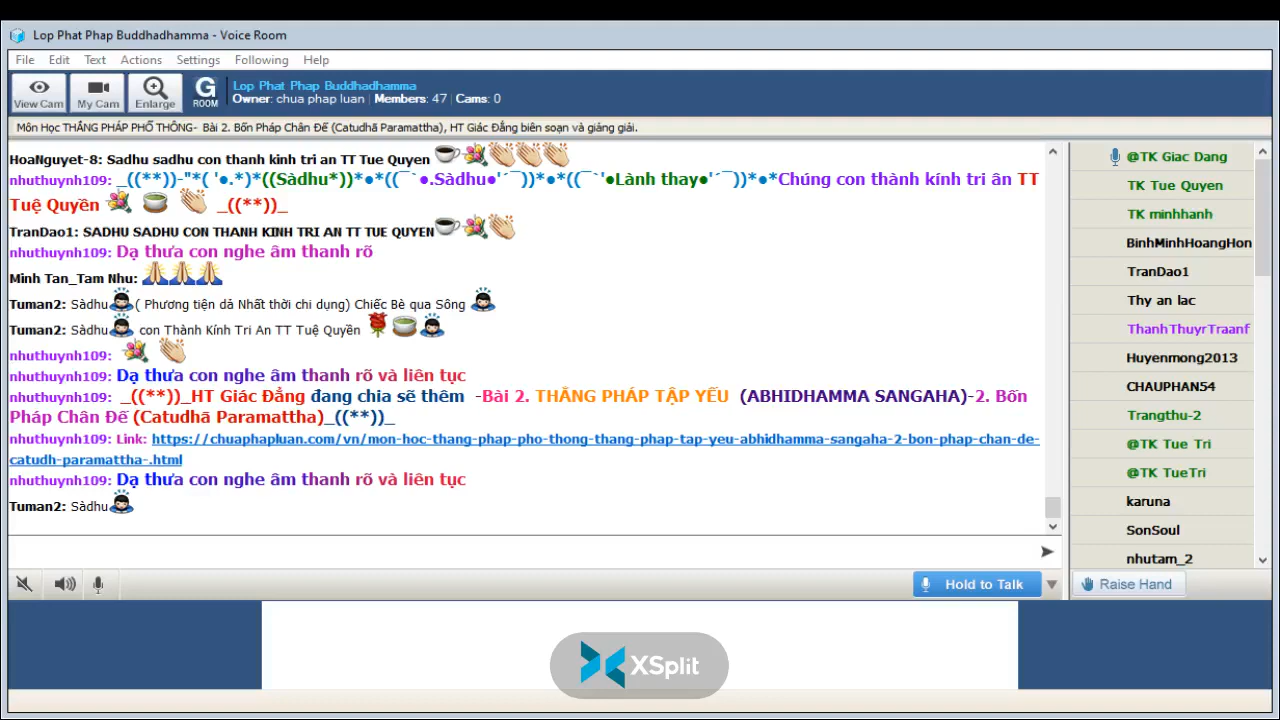 Lop Phat Phap Buddhadhamma - Voice Room
File Edit Text Actions Settings Following Help
View Cam My Cam Enlarge G ROOM
Lop Phat Phap Buddhadhamma
Owner: chua phap luan | Members: 47 | Cams: 0
Môn Học THẮNG PHÁP PHỔ THÔNG- Bài 2. Bốn Pháp Chân Đế (Catudhā Paramattha), HT Giác Đẳng biên soạn và giảng giải.
HoaNguyet-8: Sadhu sadhu con thanh kinh tri an TT Tue Quyen
nhuthuynh109: _((**))-"*( '●.*)*((Sàdhu*))*●*((¯`●.Sàdhu●'´¯))*●*((¯`'●Lành thay●'´¯))*●*Chúng con thành kính tri ân TT
Tuệ Quyền _((**))_
TranDao1: SADHU SADHU CON THANH KINH TRI AN TT TUE QUYEN
nhuthuynh109: Dạ thưa con nghe âm thanh rõ
Minh Tan_Tam Nhu:
Tuman2: Sàdhu ( Phương tiện dã Nhất thời chi dụng) Chiếc Bè qua Sông
Tuman2: Sàdhu con Thành Kính Tri An TT Tuệ Quyền
nhuthuynh109:
nhuthuynh109: Dạ thưa con nghe âm thanh rõ và liên tục
nhuthuynh109: _((**))_HT Giác Đẳng đang chia sẽ thêm -Bài 2. THẮNG PHÁP TẬP YẾU (ABHIDHAMMA SANGAHA)-2. Bốn
Pháp Chân Đế (Catudhā Paramattha)_((**))_
nhuthuynh109: Link: https://chuaphapluan.com/vn/mon-hoc-thang-phap-pho-thong-thang-phap-tap-yeu-abhidhamma-sangaha-2-bon-phap-chan-de-
catudh-paramattha-.html
nhuthuynh109: Dạ thưa con nghe âm thanh rõ và liên tục
Tuman2: Sàdhu
@TK Giac Dang
TK Tue Quyen
TK minhhanh
BinhMinhHoangHon
TranDao1
Thy an lac
ThanhThuyrTraanf
Huyenmong2013
CHAUPHAN54
Trangthu-2
@TK Tue Tri
@TK TueTri
karuna
SonSoul
nhutam_2
Hold to Talk
Raise Hand
XSplit